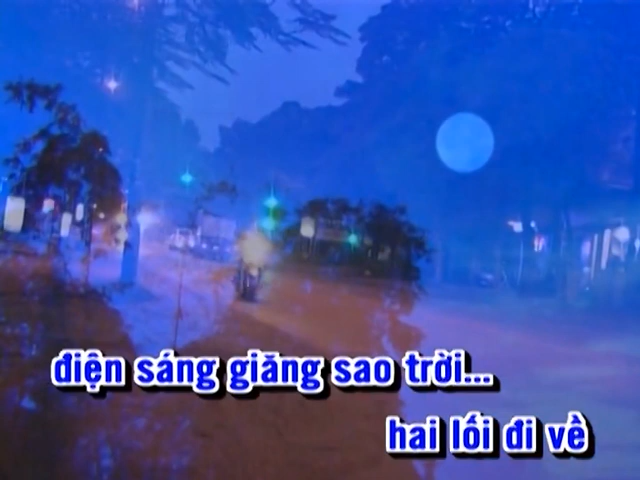 điện sáng giăng sao trời...
hai lối đi về